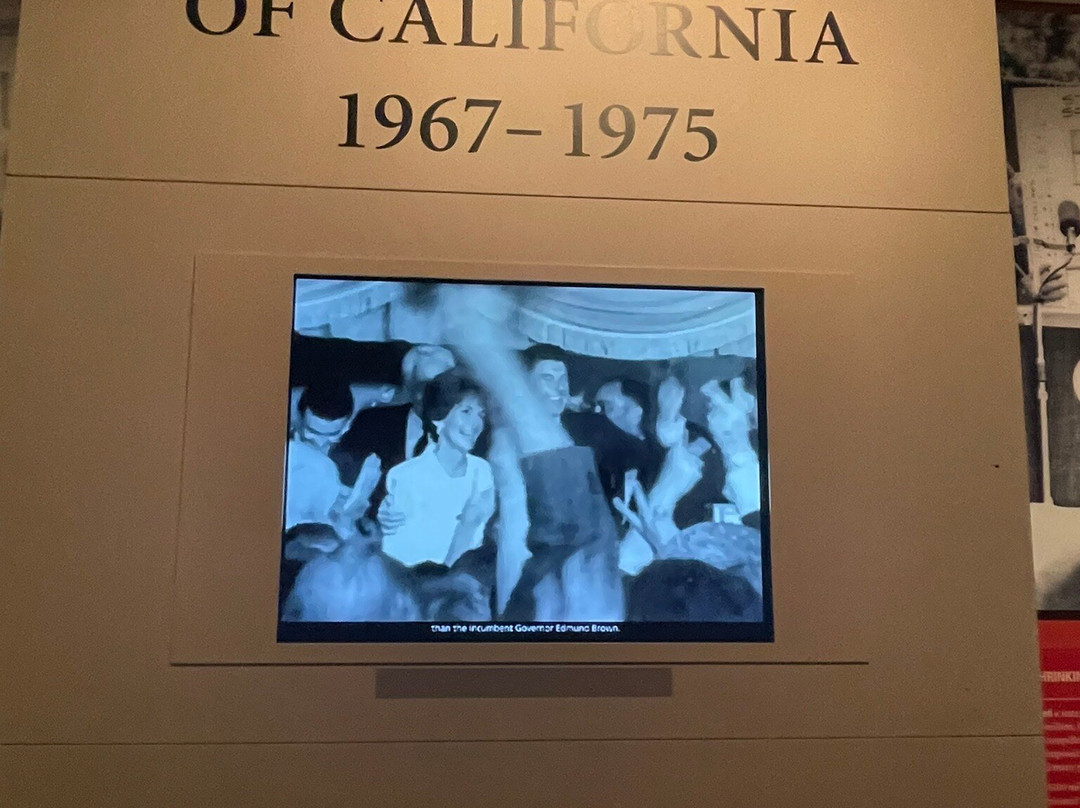 OF CALIFORNIA
1967–1975
than the incumbent Governor Edmund Brown.